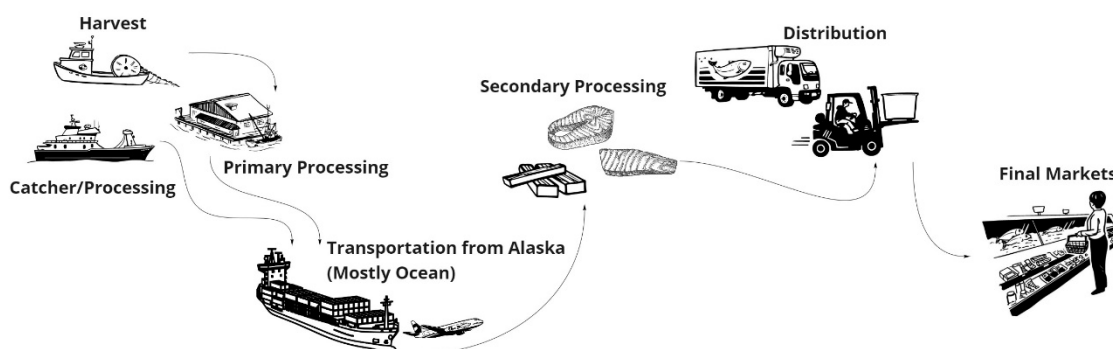 Harvest
Catcher/Processing
Primary Processing
Transportation from Alaska
(Mostly Ocean)
Secondary Processing
Distribution
Final Markets